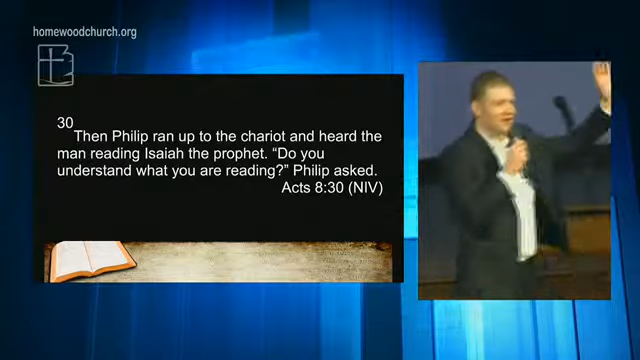 homewoodchurch.org
30
Then Philip ran up to the chariot and heard the
man reading Isaiah the prophet. “Do you
understand what you are reading?” Philip asked.
Acts 8:30 (NIV)